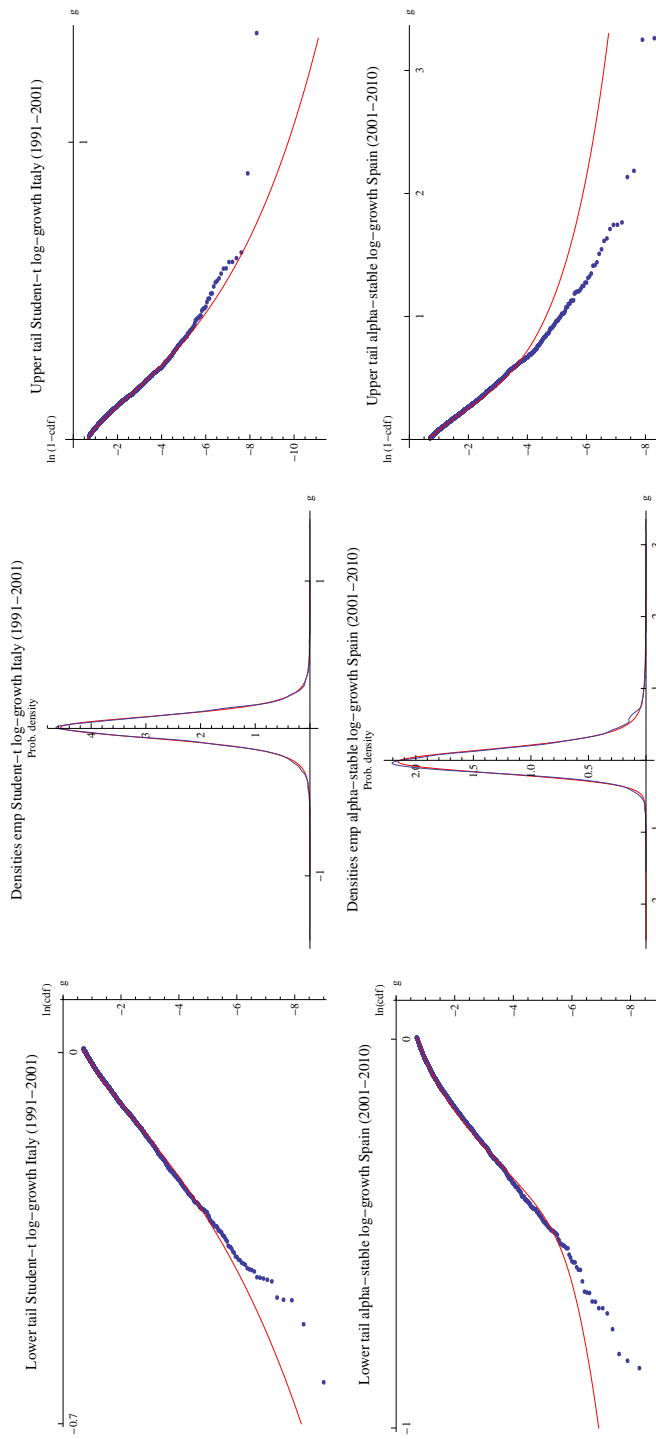 Lower tail Student−t log−growth Italy (1991−2001)
g
ln(cdf)
−0.7
0
−2
−4
−6
−8
Densities emp Student−t log−growth Italy (1991−2001)
Prob. density
g
4
3
2
1
−1
1
Upper tail Student−t log−growth Italy (1991−2001)
ln (1−cdf)
g
1
−2
−4
−6
−8
−10
Lower tail alpha−stable log−growth Spain (2001−2010)
g
ln(cdf)
−1
0
−2
−4
−6
−8
Densities emp alpha−stable log−growth Spain (2001−2010)
Prob. density
g
2.0
1.5
1.0
0.5
Upper tail alpha−stable log−growth Spain (2001−2010)
ln (1−cdf)
g
1
2
3
−2
−4
−6
−8